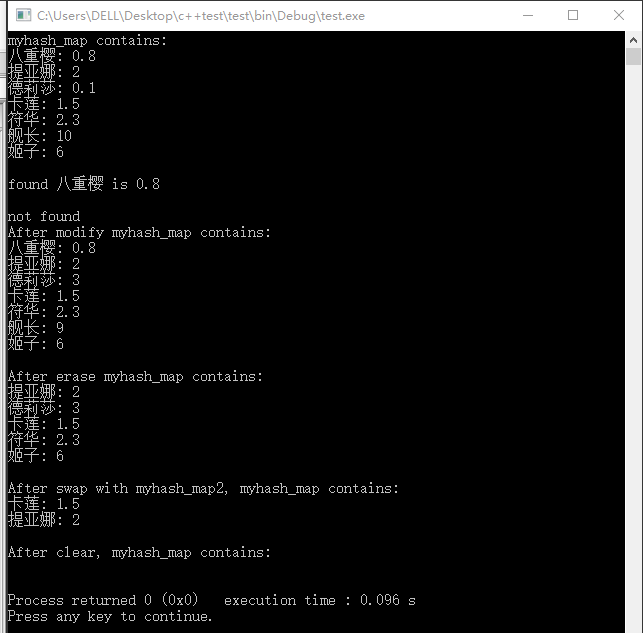 C:\Users\DELL\Desktop\c++test\test\bin\Debug\test.exe
myhash_map contains:
八重樱: 0.8
提亚娜: 2
德莉莎: 0.1
卡莲: 1.5
符华: 2.3
舰长: 10
姬子: 6
found 八重樱 is 0.8
not found
After modify myhash_map contains:
八重樱: 0.8
提亚娜: 2
德莉莎: 3
卡莲: 1.5
符华: 2.3
舰长: 9
姬子: 6
After erase myhash_map contains:
提亚娜: 2
德莉莎: 3
卡莲: 1.5
符华: 2.3
姬子: 6
After swap with myhash_map2, myhash_map contains:
卡莲: 1.5
提亚娜: 2
After clear, myhash_map contains:
Process returned 0 (0x0)   execution time : 0.096 s
Press any key to continue.